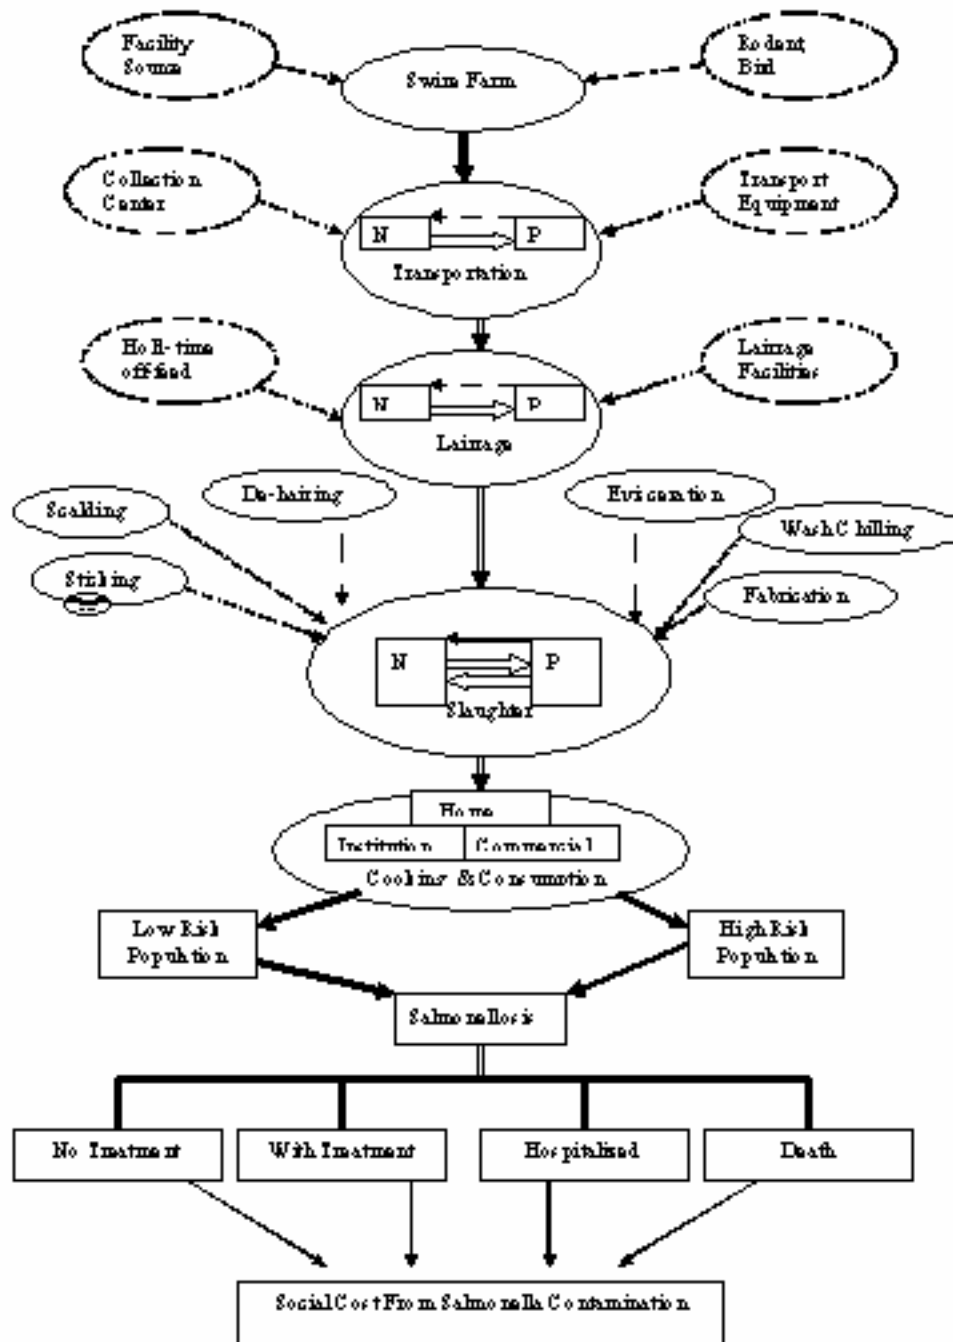 Facility
Source
Rodent,
Bird
Swine Farm
Collection
Center
Transport
Equipment
N
P
Transportation
HoR-time
off-feed
Lairage
Facilities
N
P
Lairage
De-hairing
Evisceration
Scalding
Wash Chilling
Sticking
Fabrication
N
P
Slaughter
Home
Institution
Commercial
Cooking & Consumption
Low Risk
Population
High Risk
Population
Salmonellosis
No Treatment
With Treatment
Hospitalized
Death
Social Cost From Salmonella Contamination